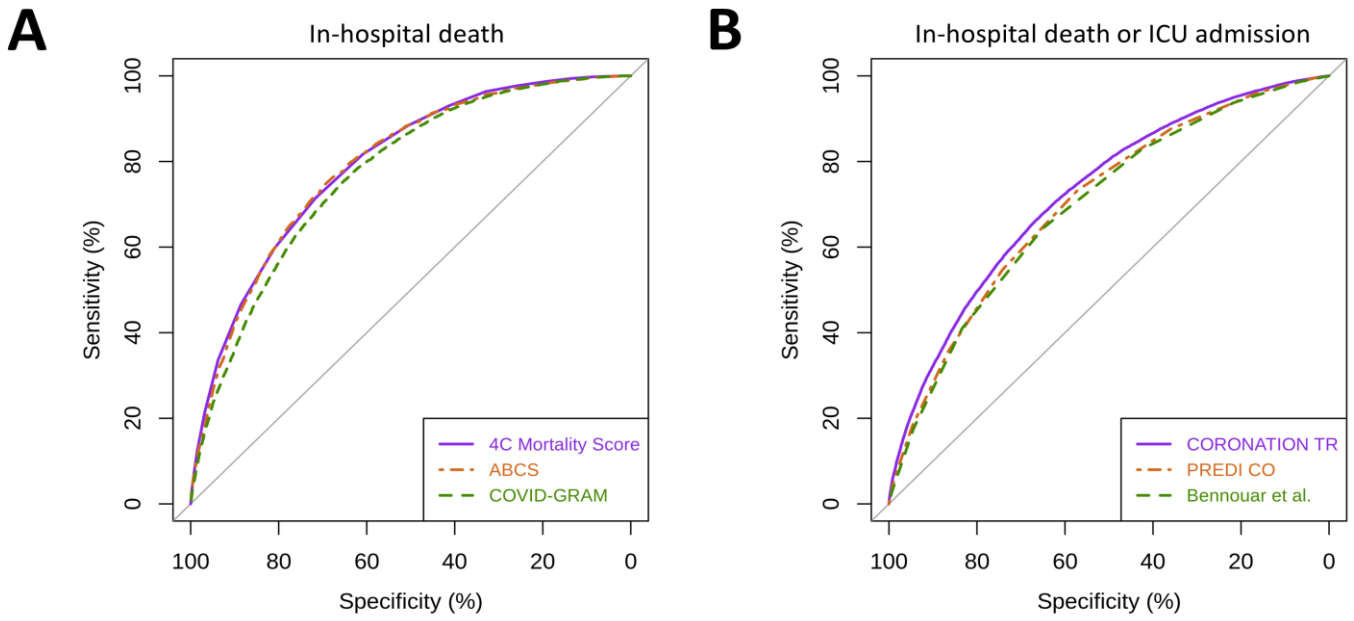 A
In-hospital death
Sensitivity (%)
100
80
60
40
20
0
4C Mortality Score
ABCS
COVID-GRAM
100 80 60 40 20 0
Specificity (%)
B
In-hospital death or ICU admission
Sensitivity (%)
100
80
60
40
20
0
CORONATION TR
PREDI CO
Bennouar et al.
100 80 60 40 20 0
Specificity (%)